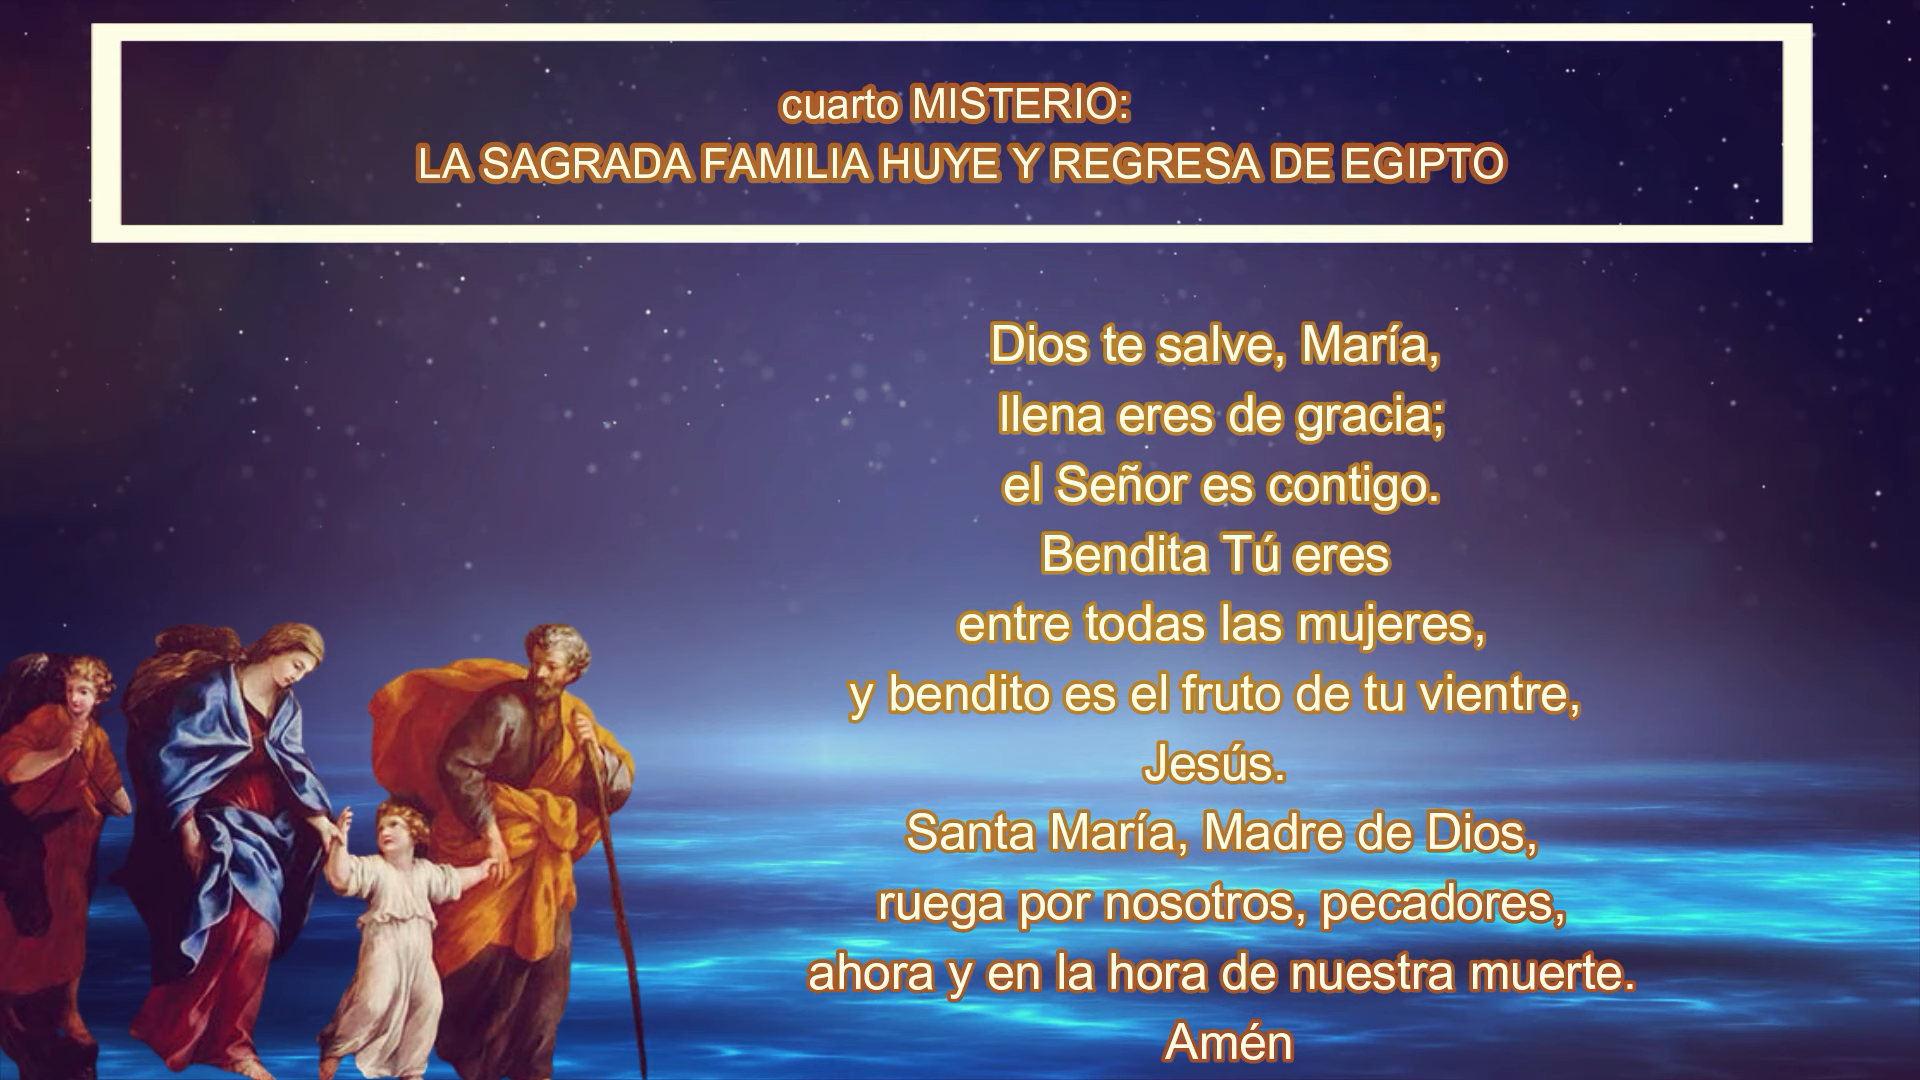 cuarto MISTERIO:
LA SAGRADA FAMILIA HUYE Y REGRESA DE EGIPTO
Dios te salve, María,
llena eres de gracia;
el Señor es contigo.
Bendita Tú eres
entre todas las mujeres,
y bendito es el fruto de tu vientre,
Jesús.
Santa María, Madre de Dios,
ruega por nosotros, pecadores,
ahora y en la hora de nuestra muerte.
Amén